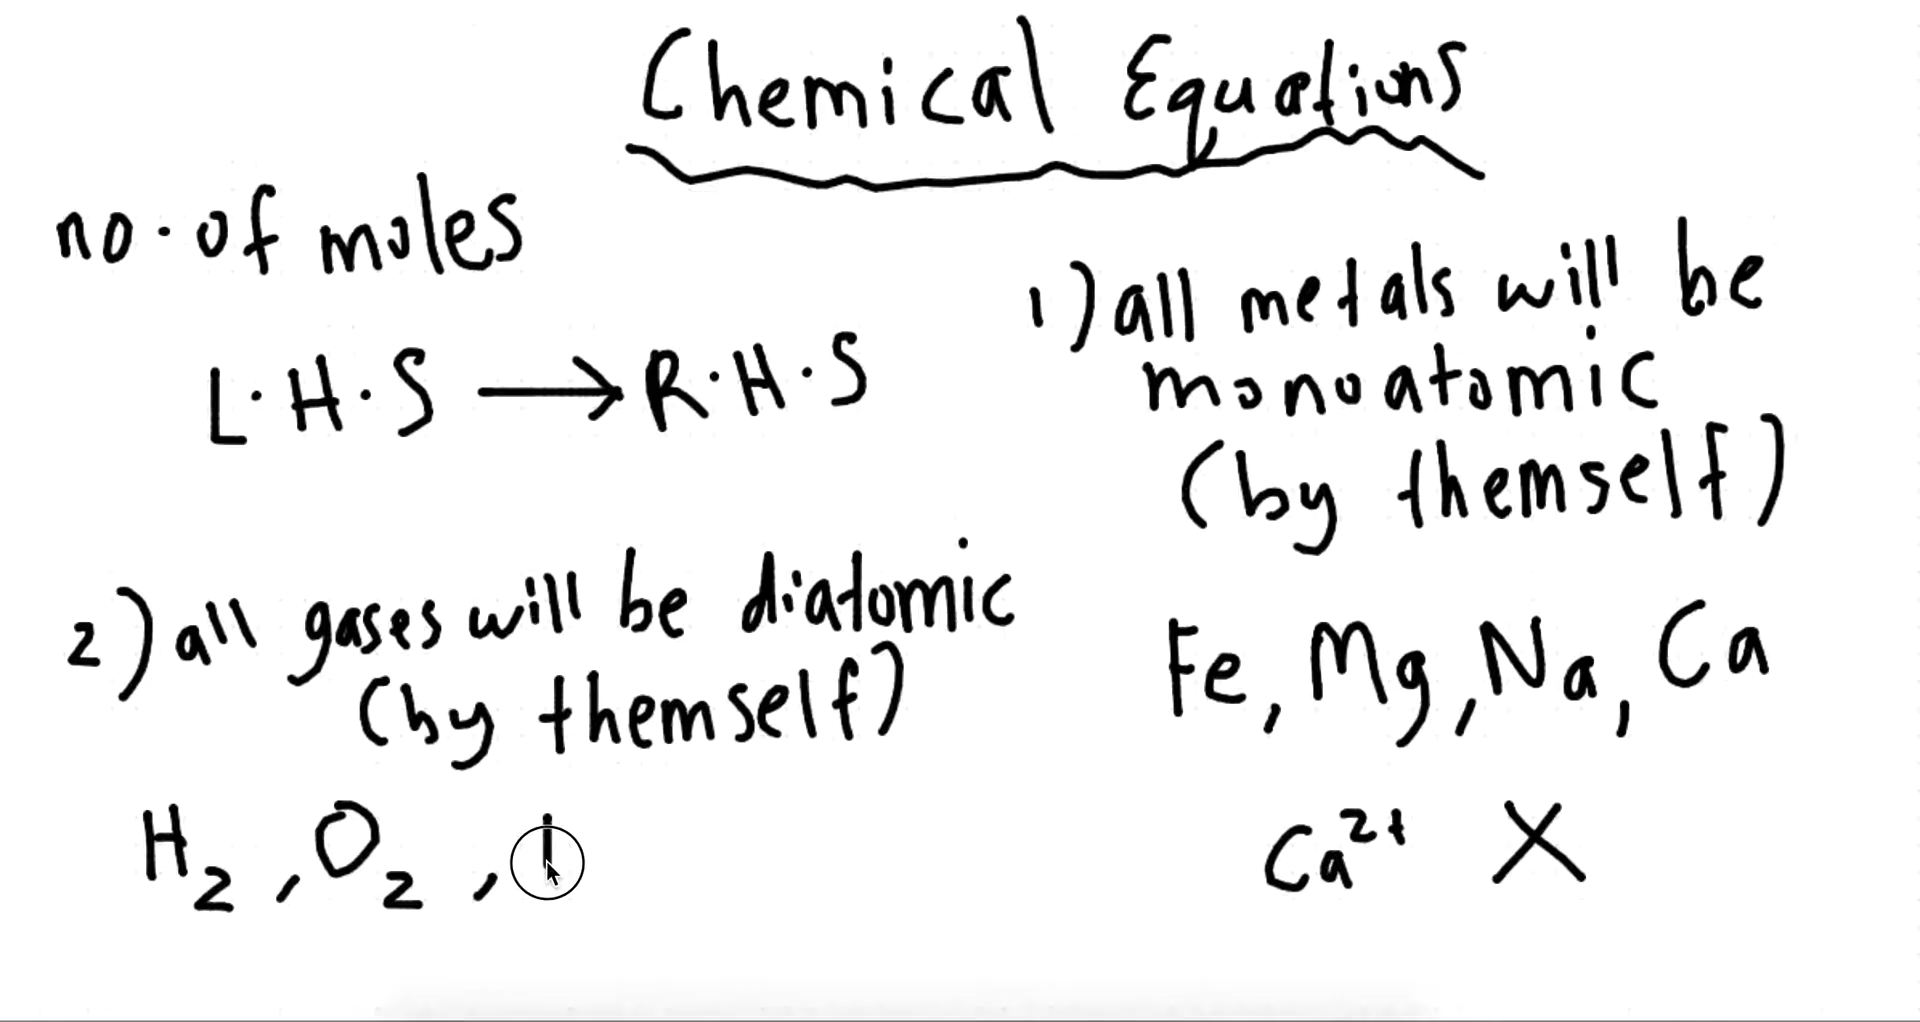 Chemical Equations
no. of moles
L.H.S → R.H.S
1) all metals will be
monoatomic
(by themself)
Fe, Mg, Na, Ca
Ca²⁺ X
2) all gases will be diatomic
(by themself)
H₂, O₂,